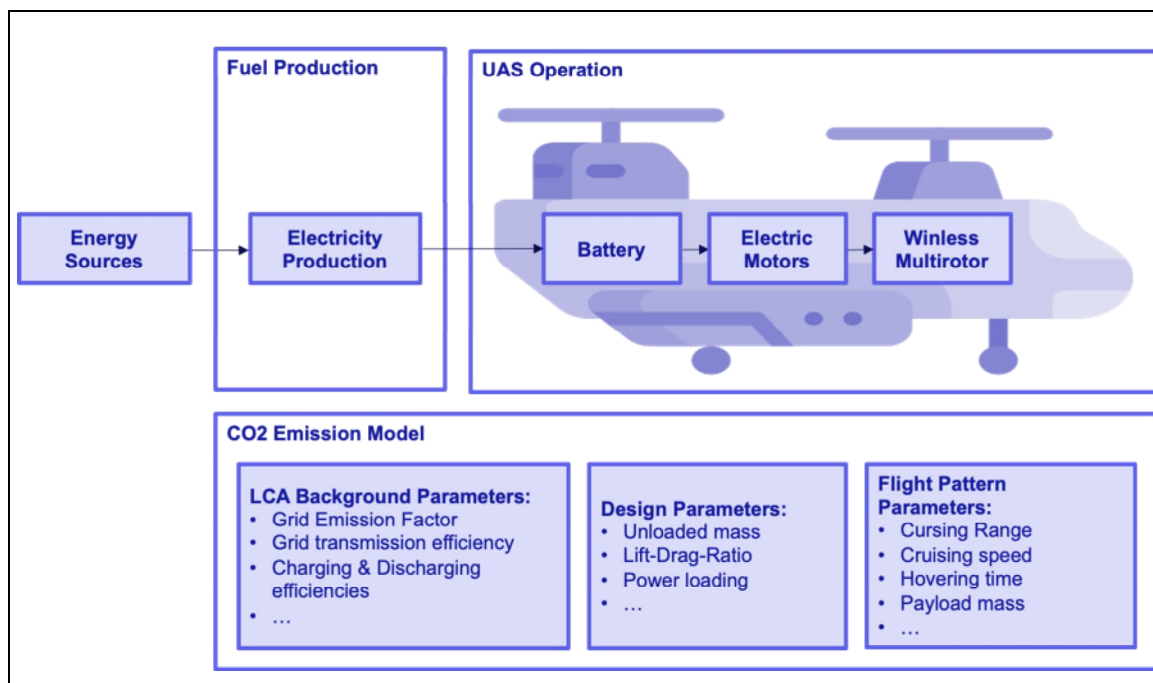 Fuel Production
UAS Operation
Energy
Sources
Electricity
Production
Battery
Electric
Motors
Winless
Multirotor
CO2 Emission Model
LCA Background Parameters:
• Grid Emission Factor
• Grid transmission efficiency
• Charging & Discharging
efficiencies
• ...
Design Parameters:
• Unloaded mass
• Lift-Drag-Ratio
• Power loading
• ...
Flight Pattern
Parameters:
• Cursing Range
• Cruising speed
• Hovering time
• Payload mass
• ...